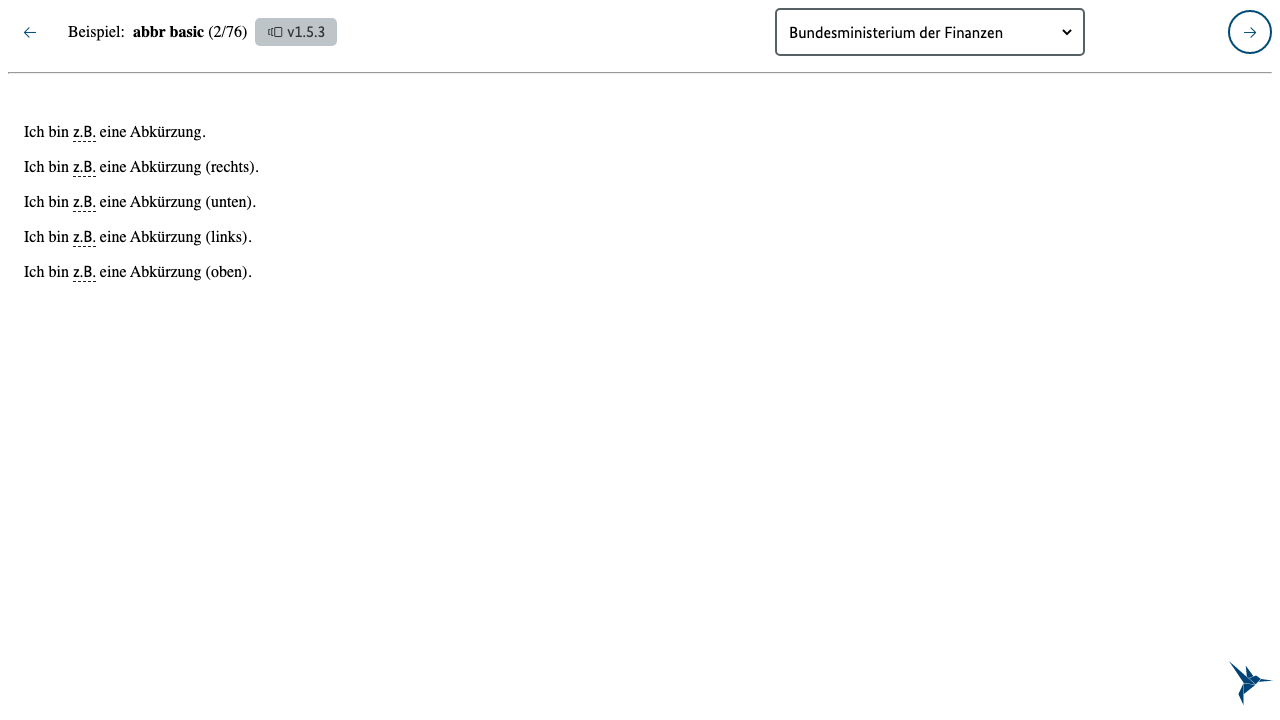 Beispiel: abbr basic (2/76) v1.5.3 Bundesministerium der Finanzen
Ich bin z.B. eine Abkürzung.
Ich bin z.B. eine Abkürzung (rechts).
Ich bin z.B. eine Abkürzung (unten).
Ich bin z.B. eine Abkürzung (links).
Ich bin z.B. eine Abkürzung (oben).